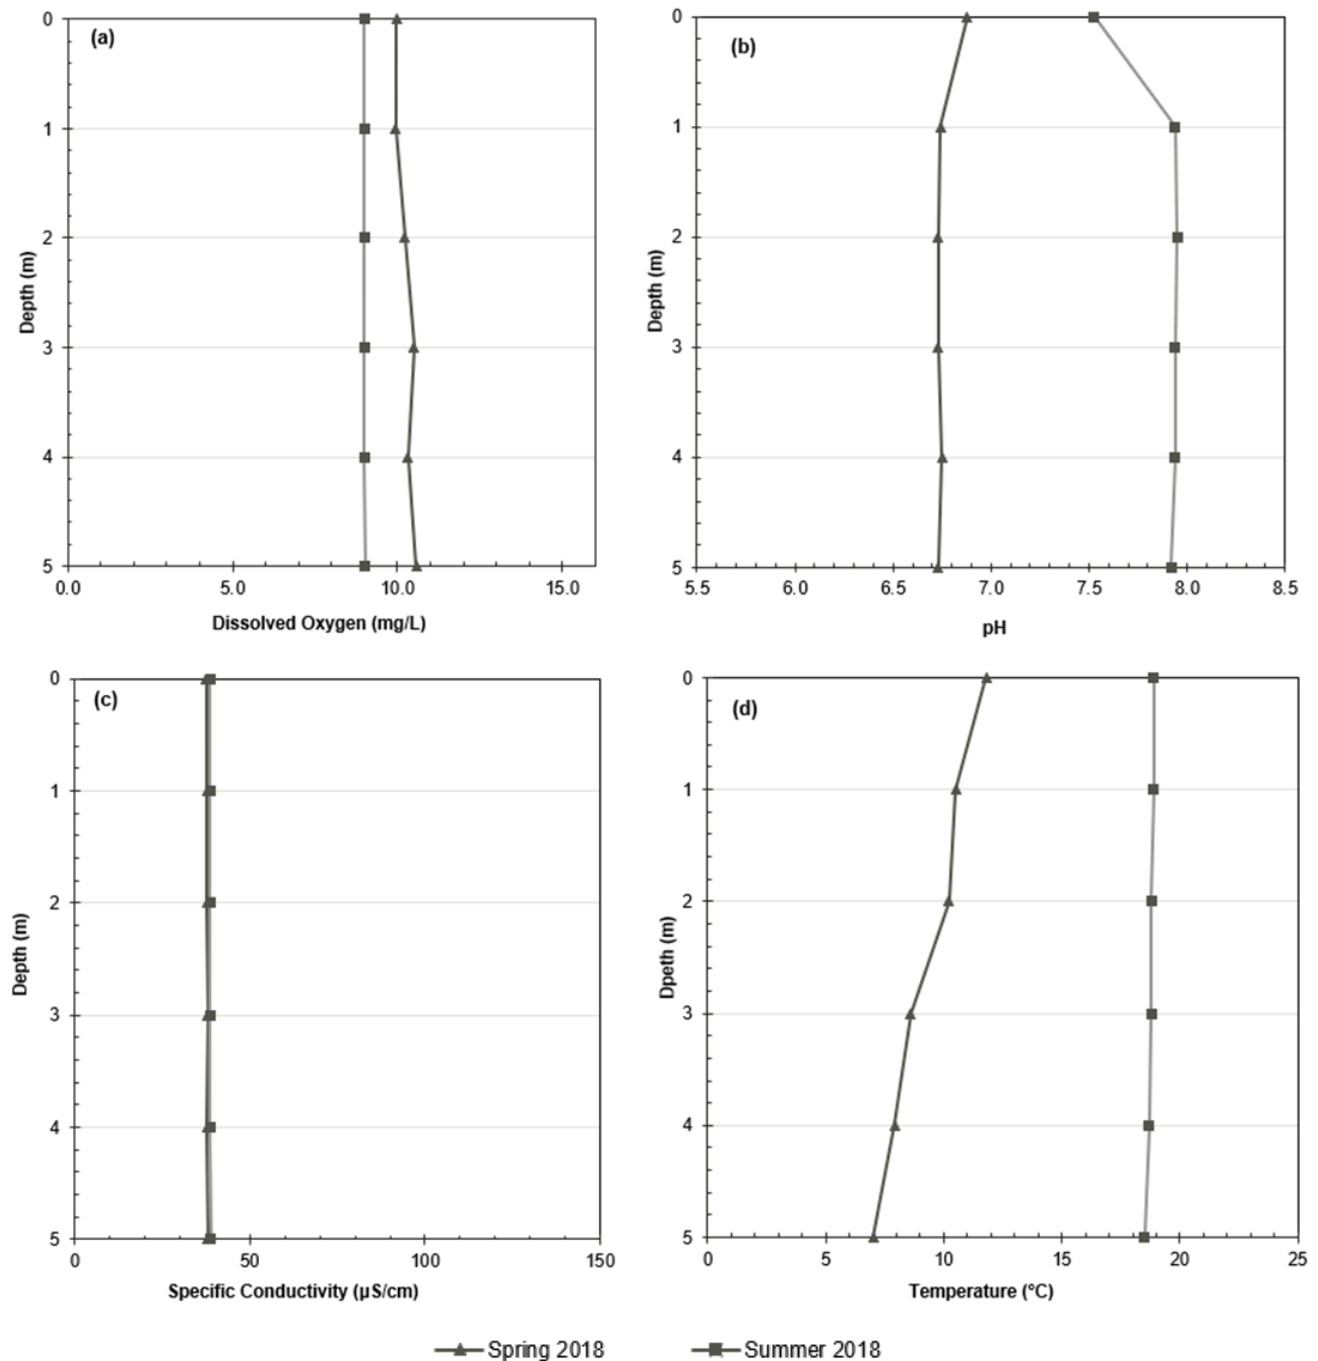 (a)
0
1
2
3
4
5
Depth (m)
0.0 5.0 10.0 15.0
Dissolved Oxygen (mg/L)
(b)
0
1
2
3
4
5
Depth (m)
5.5 6.0 6.5 7.0 7.5 8.0 8.5
pH
(c)
0
1
2
3
4
5
Depth (m)
0 50 100 150
Specific Conductivity (µS/cm)
(d)
0
1
2
3
4
5
Dpeth (m)
0 5 10 15 20 25
Temperature (°C)
Spring 2018 Summer 2018